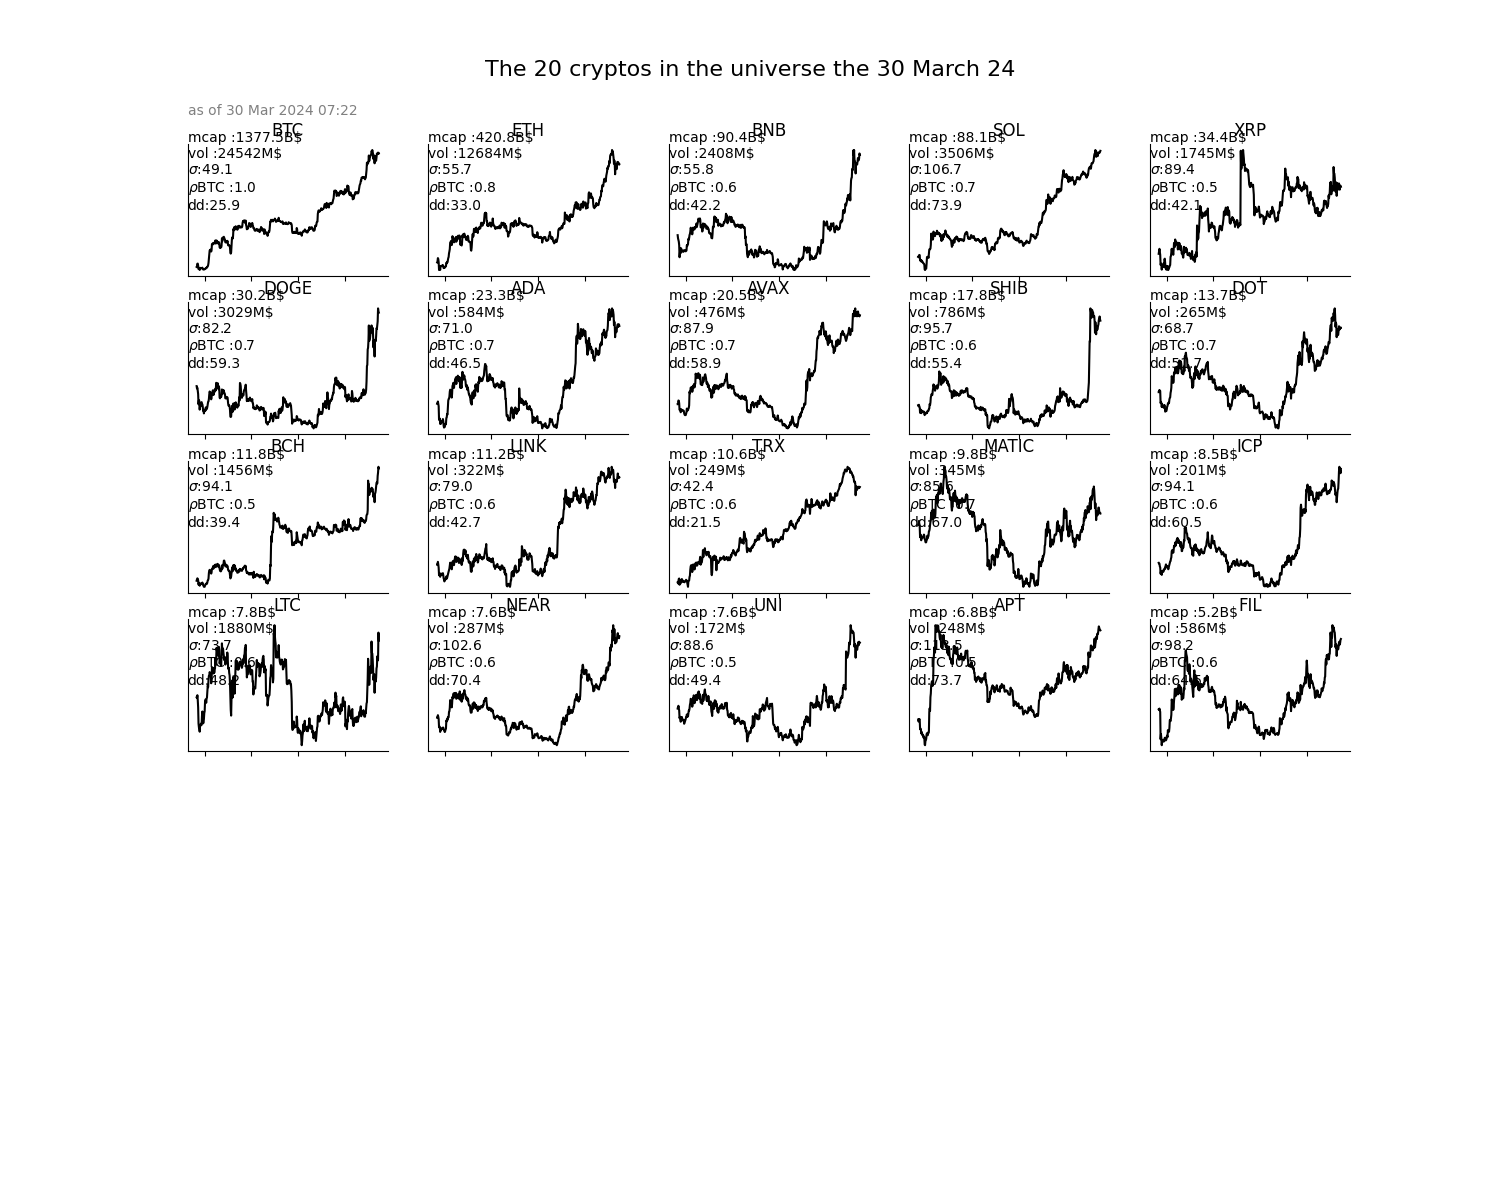 The 20 cryptos in the universe the 30 March 24
as of 30 Mar 2024 07:22
BTC
mcap :1377.5B$
vol :24542M$
σ:49.1
ρBTC :1.0
dd:25.9
ETH
mcap :420.8B$
vol :12684M$
σ:55.7
ρBTC :0.8
dd:33.0
BNB
mcap :90.4B$
vol :2408M$
σ:55.8
ρBTC :0.6
dd:42.2
SOL
mcap :88.1B$
vol :3506M$
σ:106.7
ρBTC :0.7
dd:73.9
XRP
mcap :34.4B$
vol :1745M$
σ:89.4
ρBTC :0.5
dd:42.1
DOGE
mcap :30.2B$
vol :3029M$
σ:82.2
ρBTC :0.7
dd:59.3
ADA
mcap :23.3B$
vol :584M$
σ:71.0
ρBTC :0.7
dd:46.5
AVAX
mcap :20.5B$
vol :476M$
σ:87.9
ρBTC :0.7
dd:58.9
SHIB
mcap :17.8B$
vol :786M$
σ:95.7
ρBTC :0.6
dd:55.4
DOT
mcap :13.7B$
vol :265M$
σ:68.7
ρBTC :0.7
BCH
mcap :11.8B$
vol :1456M$
σ:94.1
ρBTC :0.5
dd:39.4
LINK
mcap :11.2B$
vol :322M$
σ:79.0
ρBTC :0.6
dd:42.7
TRX
mcap :10.6B$
vol :249M$
σ:42.4
ρBTC :0.6
dd:21.5
MATIC
mcap :9.8B$
vol :345M$
ρBTC :0.7
dd:67.0
ICP
mcap :8.5B$
vol :201M$
σ:94.1
ρBTC :0.6
dd:60.5
LTC
mcap :7.8B$
vol :1880M$
σ:73.7
ρBTC :0.6
dd:48.2
NEAR
mcap :7.6B$
vol :287M$
σ:102.6
ρBTC :0.6
dd:70.4
UNI
mcap :7.6B$
vol :172M$
σ:88.6
ρBTC :0.5
dd:49.4
APT
mcap :6.8B$
vol :248M$
ρBTC :0.5
dd:73.7
FIL
mcap :5.2B$
vol :586M$
σ:98.2
ρBTC :0.6